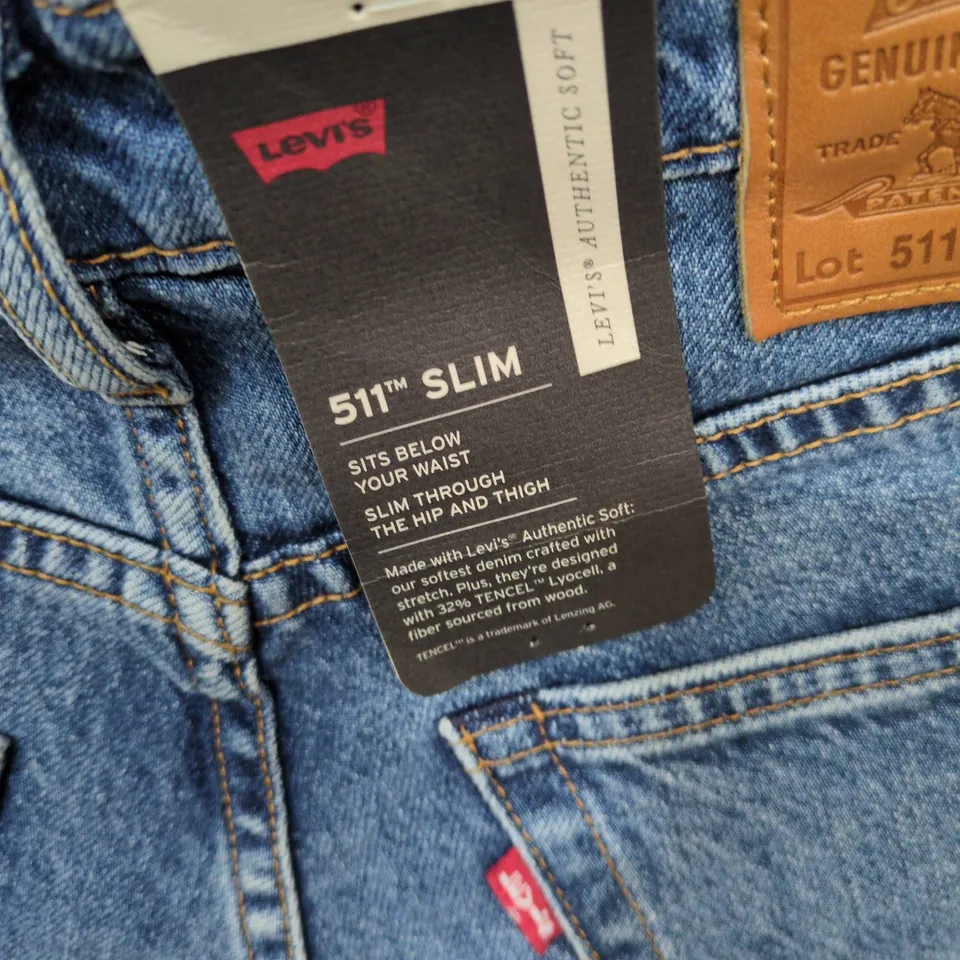 Levi's®
LEVI'S® AUTHENTIC SOFT
511™ SLIM
SITS BELOW
YOUR WAIST
SLIM THROUGH
THE HIP AND THIGH
Made with Levi's® Authentic Soft:
our softest denim crafted with
stretch. Plus, they're designed
with 32% TENCEL™ Lyocell, a
fiber sourced from wood.
TENCEL™ is a trademark of Lenzing AG.
TRADE
Lot 511